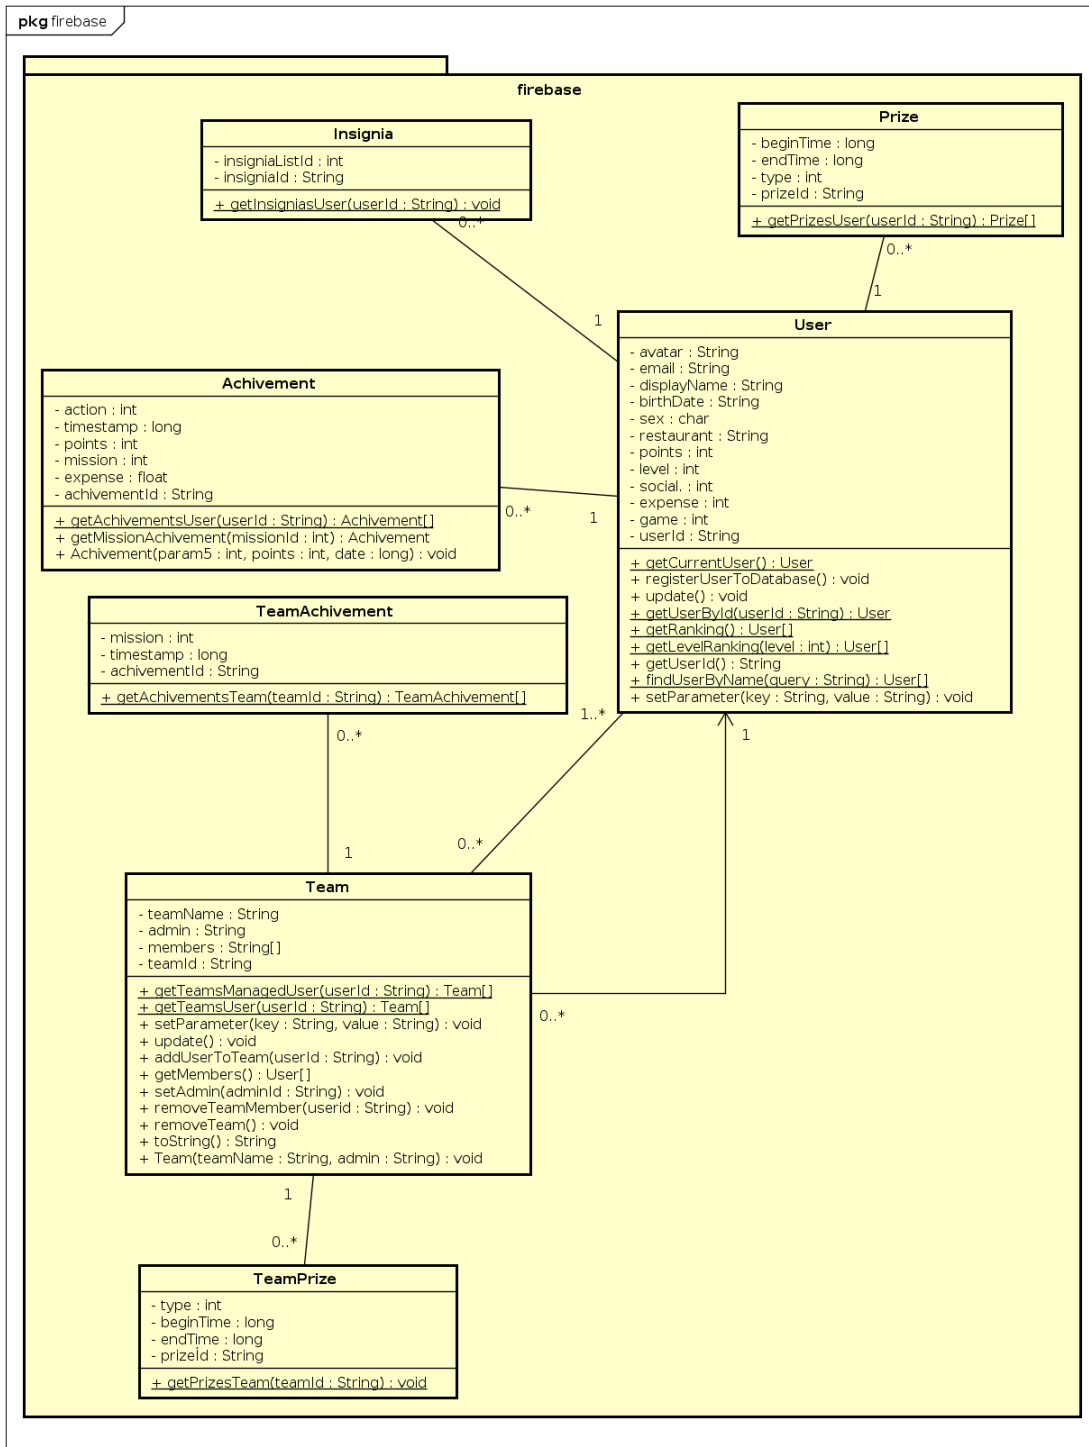 pkg firebase
firebase
Insignia
- insigniaListId : int
- insigniaId : String
+ getInsigniasUser(userId : String) : void
0..*
1
Prize
- beginTime : long
- endTime : long
- type : int
- prizeId : String
+ getPrizesUser(userId : String) : Prize[]
0..*
1
User
- avatar : String
- email : String
- displayName : String
- birthDate : String
- sex : char
- restaurant : String
- points : int
- level : int
- social. : int
- expense : int
- game : int
- userId : String
+ getCurrentUser() : User
+ registerUserToDatabase() : void
+ update() : void
+ getUserById(userId : String) : User
+ getRanking() : User[]
+ getLevelRanking(level : int) : User[]
+ getUserId() : String
+ findUserByName(query : String) : User[]
+ setParameter(key : String, value : String) : void
Achivement
- action : int
- timestamp : long
- points : int
- mission : int
- expense : float
- achivementId : String
+ getAchivementsUser(userId : String) : Achivement[]
+ getMissionAchivement(missionId : int) : Achivement
+ Achivement(param5 : int, points : int, date : long) : void
0..*
1
TeamAchivement
- mission : int
- timestamp : long
- achivementId : String
+ getAchivementsTeam(teamId : String) : TeamAchivement[]
0..*
1
1..*
0..*
1
0..*
Team
- teamName : String
- admin : String
- members : String[]
- teamId : String
+ getTeamsManagedUser(userId : String) : Team[]
+ getTeamsUser(userId : String) : Team[]
+ setParameter(key : String, value : String) : void
+ update() : void
+ addUserToTeam(userId : String) : void
+ getMembers() : User[]
+ setAdmin(adminId : String) : void
+ removeTeamMember(userid : String) : void
+ removeTeam() : void
+ toString() : String
+ Team(teamName : String, admin : String) : void
1
0..*
TeamPrize
- type : int
- beginTime : long
- endTime : long
- prizeÍd : String
+ getPrizesTeam(teamId : String) : void